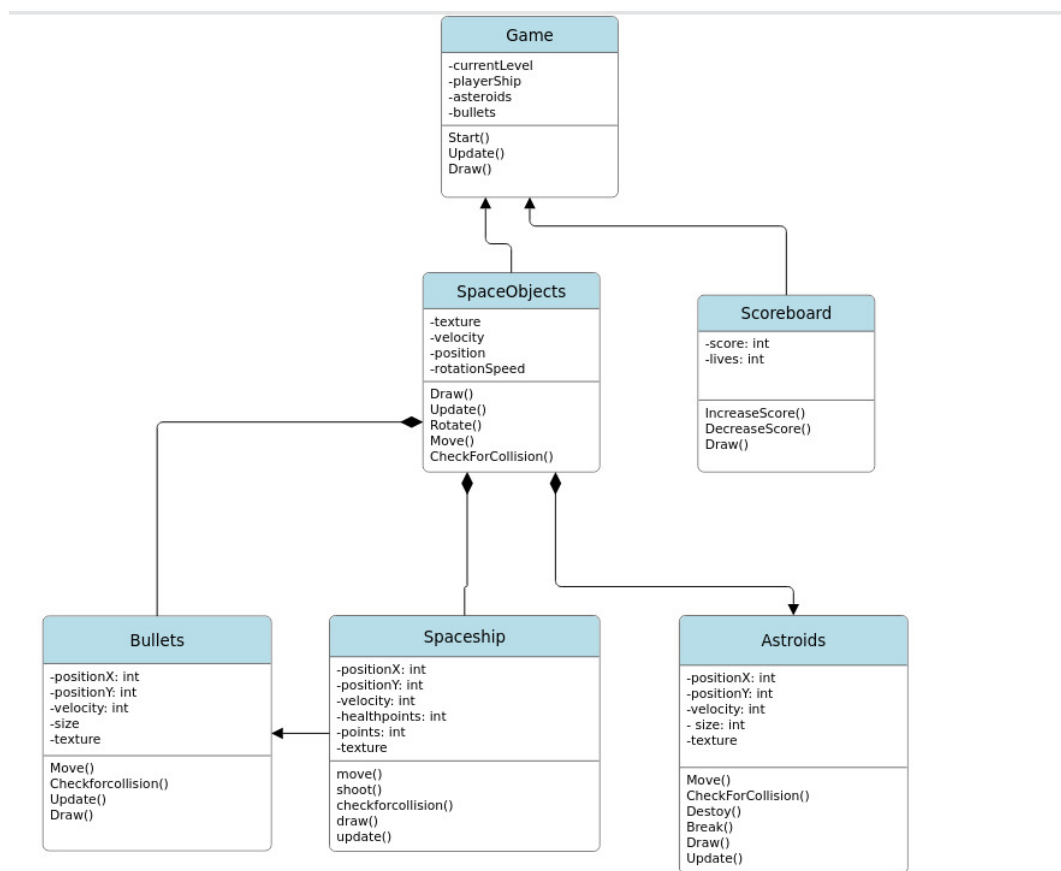 Game
-currentLevel
-playerShip
-asteroids
-bullets
Start()
Update()
Draw()
SpaceObjects
-texture
-velocity
-position
-rotationSpeed
Draw()
Update()
Rotate()
Move()
CheckForCollision()
Scoreboard
-score: int
-lives: int
IncreaseScore()
DecreaseScore()
Draw()
Bullets
-positionX: int
-positionY: int
-velocity: int
-size
-texture
Move()
Checkforcollision()
Update()
Draw()
Spaceship
-positionX: int
-positionY: int
-velocity: int
-healthpoints: int
-points: int
-texture
move()
shoot()
checkforcollision()
draw()
update()
Astroids
-positionX: int
-positionY: int
-velocity: int
- size: int
-texture
Move()
CheckForCollision()
Destoy()
Break()
Draw()
Update()